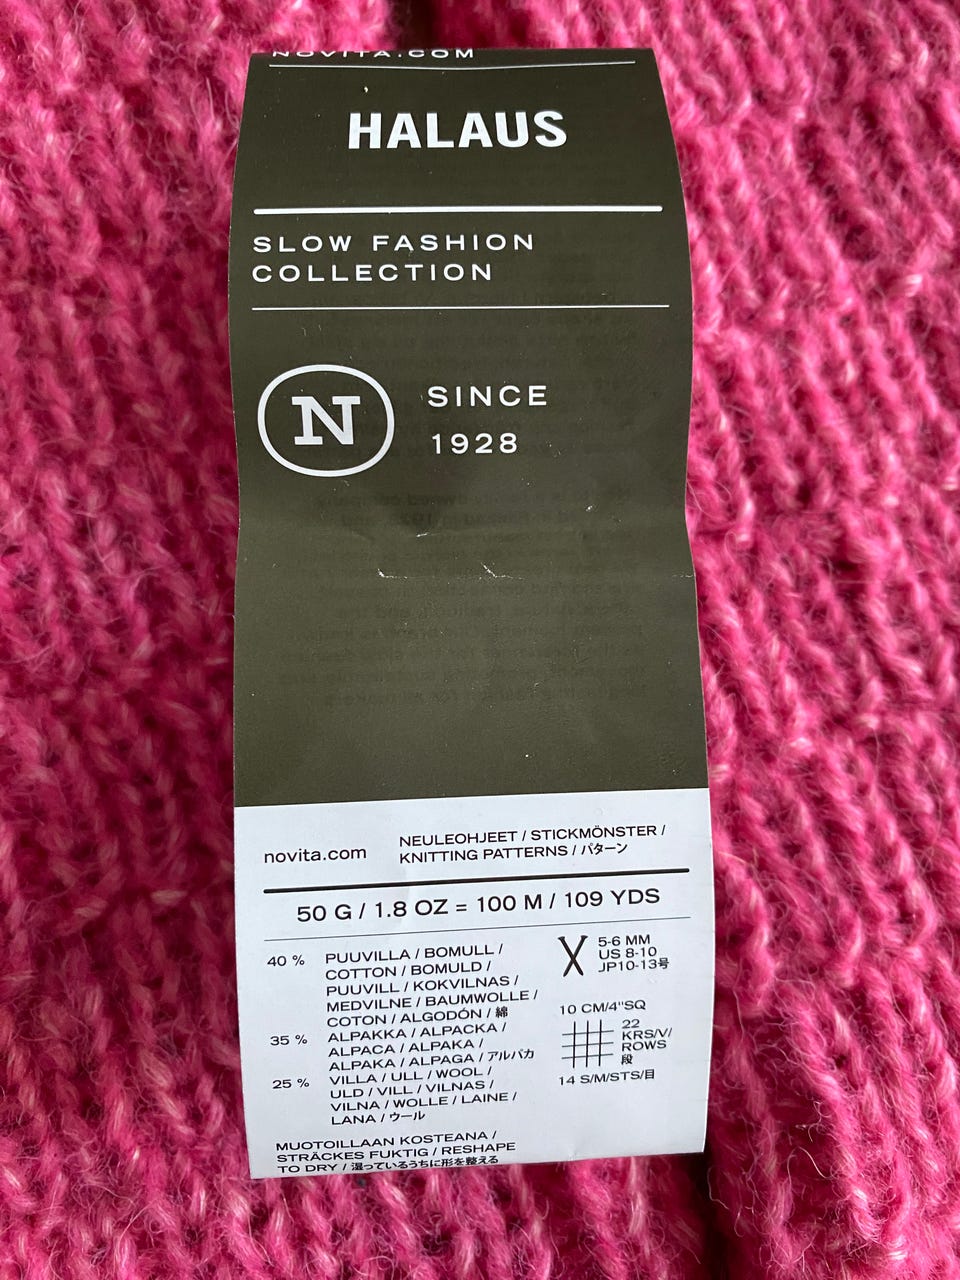 NOVITA.COM
HALAUS
SLOW FASHION
COLLECTION
N
SINCE
1928
novita.com
NEULEOHJEET / STICKMÖNSTER /
KNITTING PATTERNS / パターン
50 G / 1.8 OZ = 100 M / 109 YDS
40 %
PUUVILLA / BOMULL /
COTTON / BOMULD /
PUUVILL / KOKVILNAS /
MEDVILNE / BAUMWOLLE /
COTON / ALGODÓN / 綿
35 %
ALPAKKA / ALPACKA /
ALPACA / ALPAKA /
ALPAKA / ALPAGA / アルパカ
25 %
VILLA / ULL / WOOL /
ULD / VILL / VILNAS /
VILNA / WOLLE / LAINE /
LANA / ウール
5-6 MM
US 8-10
JP10-13号
10 CM/4"SQ
22
KRS/V/
ROWS
段
14 S/M/STS/目
MUOTOILLAAN KOSTEANA /
STRÄCKES FUKTIG / RESHAPE
TO DRY / 湿っているうちに形を整える